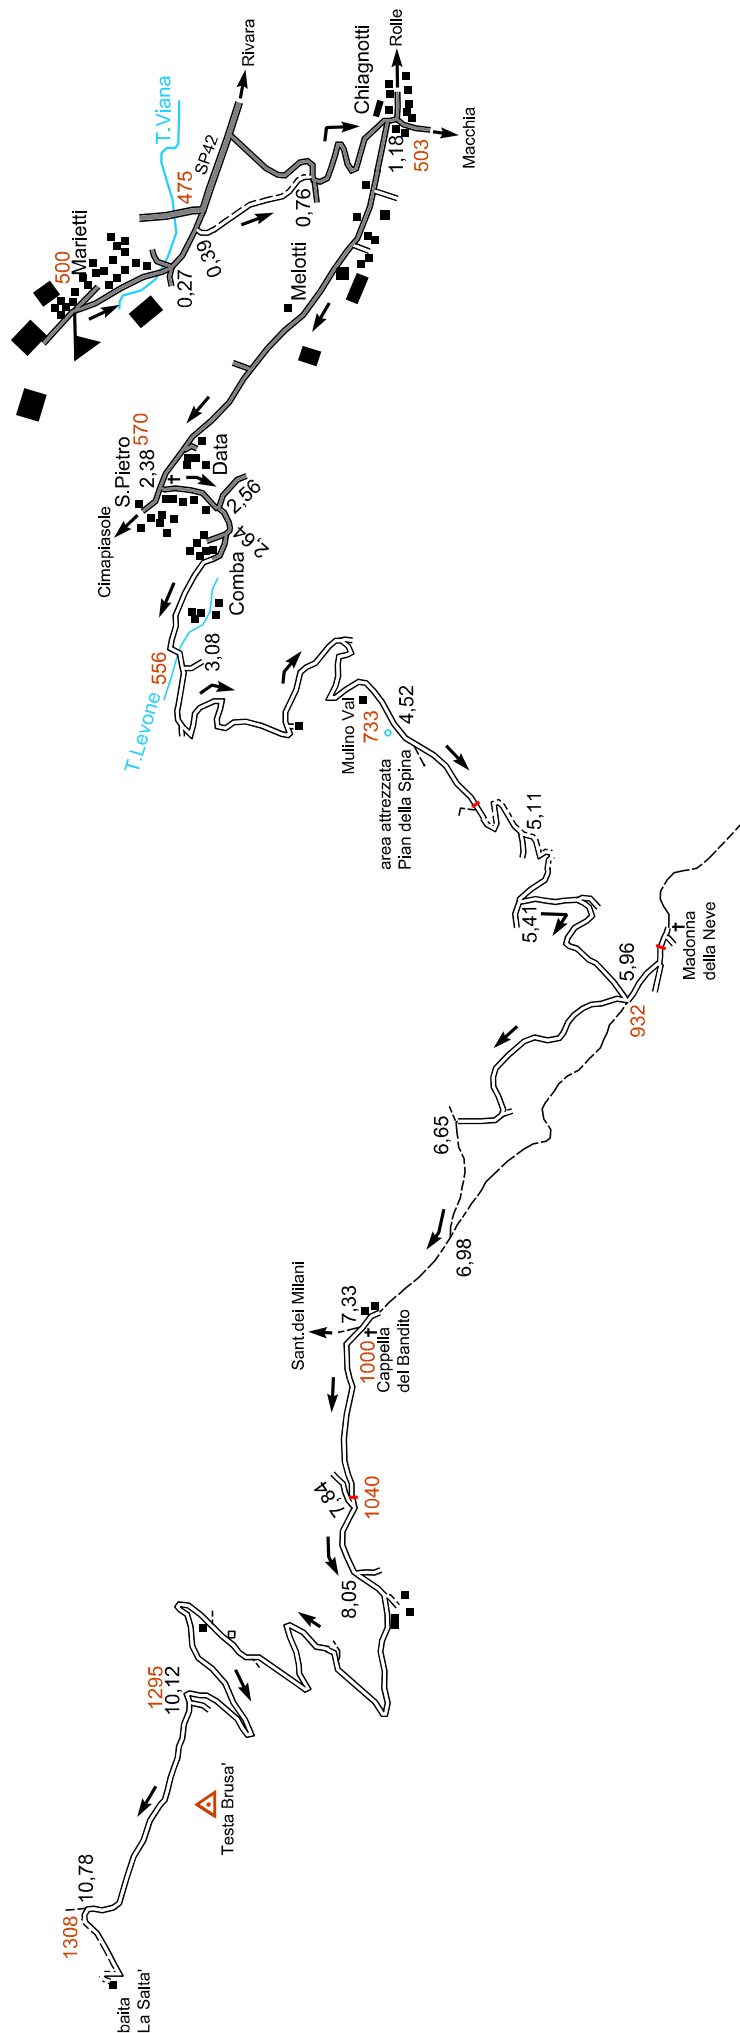 Rivara
T.Viana
SP42
475
Marietti
500
0,27
0,39
0,76
Chiagnotti
Rolle
Macchia
1,18
503
Melotti
570
S.Pietro
2,38
Data
Cimapiasole
2,56
2,64
Comba
556
3,08
T.Levone
Mulino Val
733
4,52
area attrezzata
Pian della Spina
5,11
5,41
5,96
932
Madonna
della Neve
6,65
6,98
Sant.dei Milani
7,33
1000
Cappella
del Bandito
7,84
1040
8,05
1295
10,12
Testa Brusa'
10,78
1308
baita
La Salta'